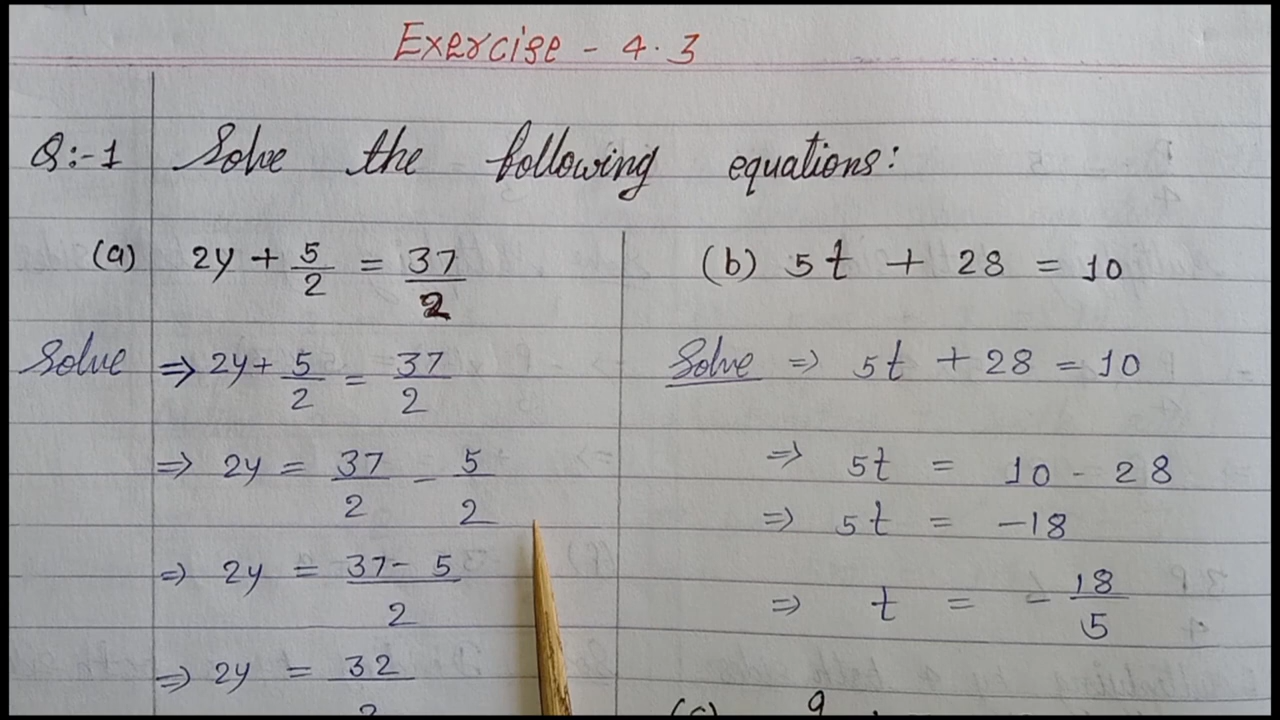 Exercise - 4.3
Q:-1 Solve the following equations:
(a) 2y + 5/2 = 37/2
Solve ⇒ 2y + 5/2 = 37/2
⇒ 2y = 37/2 - 5/2
⇒ 2y = 37 - 5/2
⇒ 2y = 32
(b) 5t + 28 = 10
Solve ⇒ 5t + 28 = 10
⇒ 5t = 10 - 28
⇒ 5t = -18
⇒ t = - 18/5
(c) 9